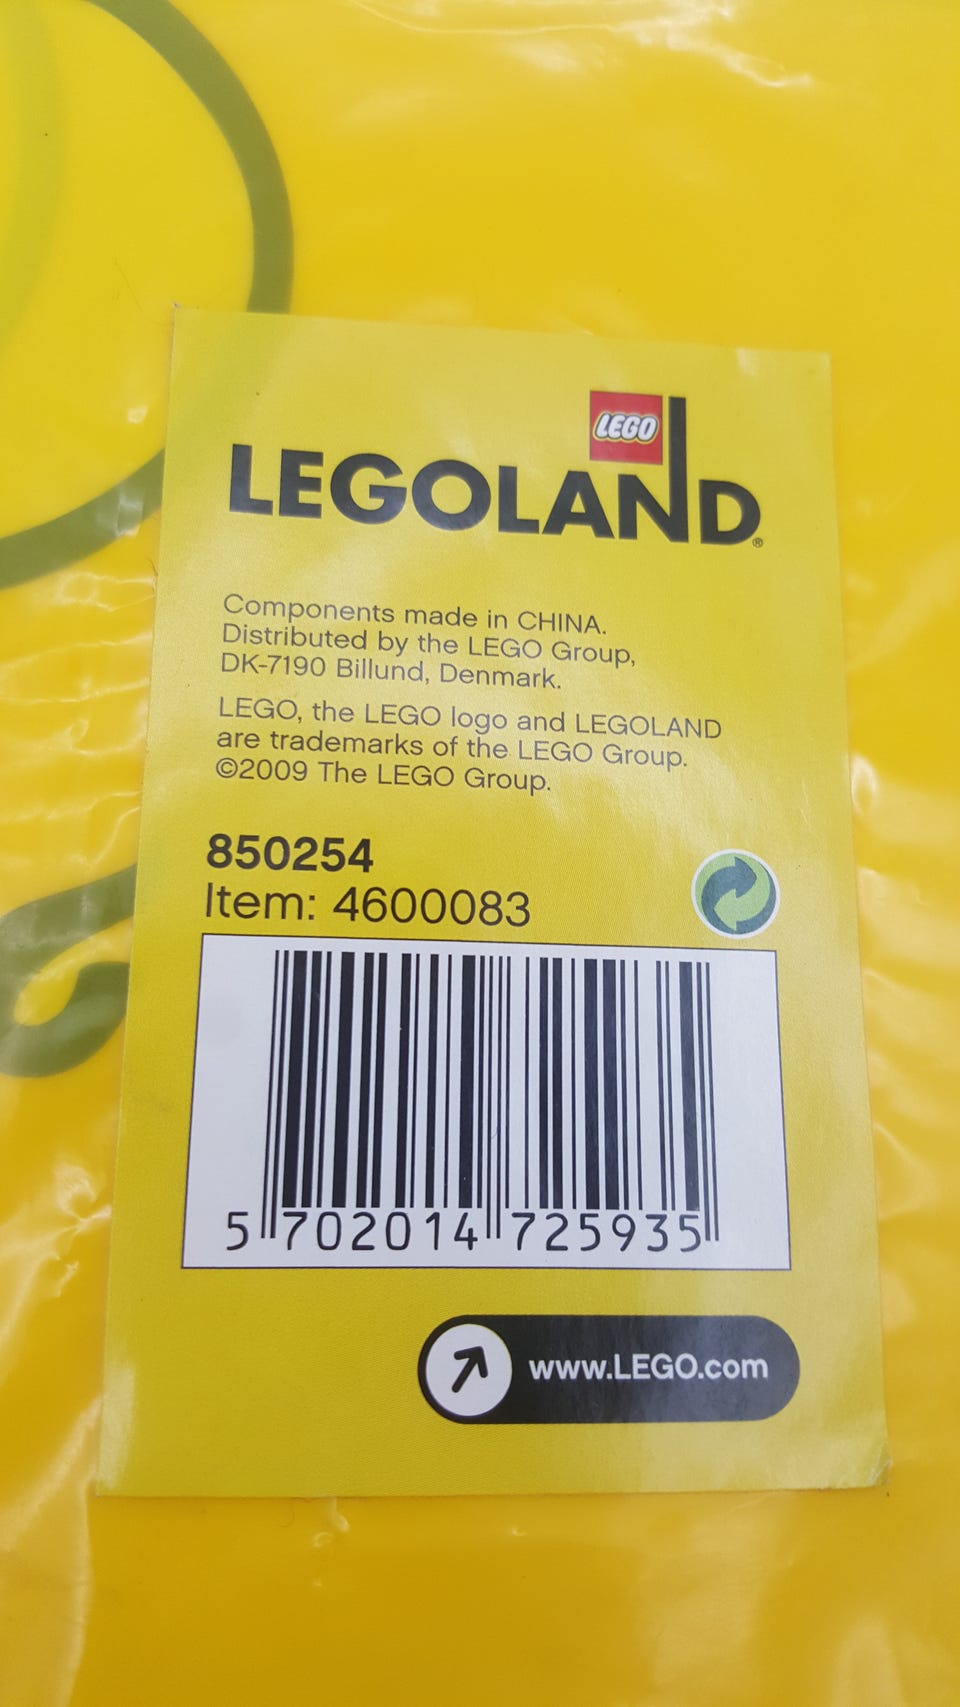 LEGO
LEGOLAND®
Components made in CHINA.
Distributed by the LEGO Group,
DK-7190 Billund, Denmark.
LEGO, the LEGO logo and LEGOLAND
are trademarks of the LEGO Group.
©2009 The LEGO Group.
850254
Item: 4600083
5 702014 725935
www.LEGO.com